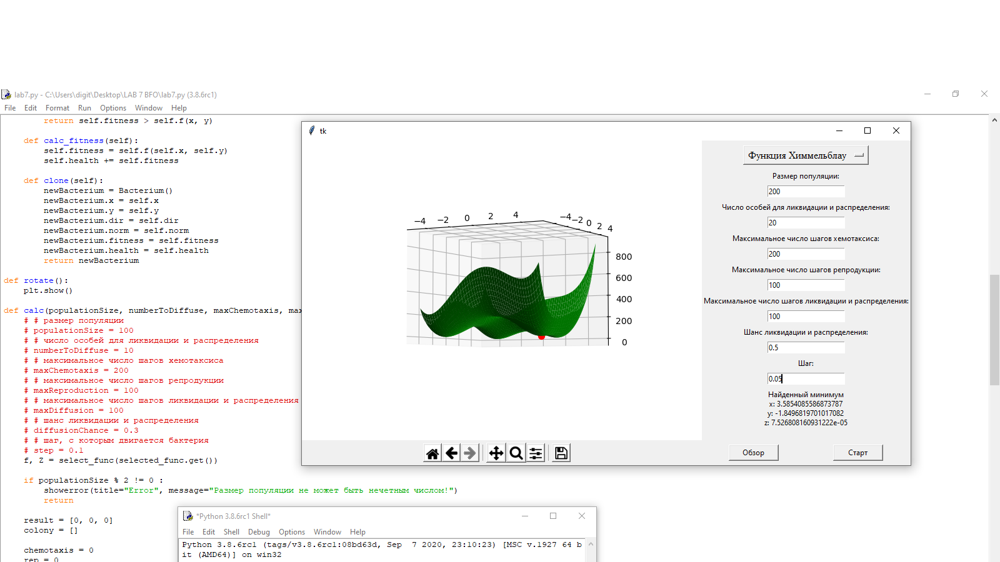 lab7.py - C:\Users\digit\Desktop\LAB 7 BFO\lab7.py (3.8.6rc1)
File Edit Format Run Options Window Help
return self.fitness > self.f(x, y)
def calc_fitness(self):
self.fitness = self.f(self.x, self.y)
self.health += self.fitness
def clone(self):
newBacterium = Bacterium()
newBacterium.x = self.x
newBacterium.y = self.y
newBacterium.dir = self.dir
newBacterium.norm = self.norm
newBacterium.fitness = self.fitness
newBacterium.health = self.health
return newBacterium
def rotate():
plt.show()
def calc(populationSize, numberToDiffuse, maxChemotaxis, max
# # размер популяции
# populationSize = 100
# # число особей для ликвидации и распределения
# numberToDiffuse = 10
# # максимальное число шагов хемотаксиса
# maxChemotaxis = 200
# # максимальное число шагов репродукции
# maxReproduction = 100
# # максимальное число шагов ликвидации и распределения
# maxDiffusion = 100
# # шанс ликвидации и распределения
# diffusionChance = 0.3
# # шаг, с которым двигается бактерия
# step = 0.1
f, Z = select_func(selected_func.get())
if populationSize % 2 != 0 :
showerror(title="Error", message="Размер популяции не может быть нечетным числом!")
return
result = [0, 0, 0]
colony = []
chemotaxis = 0
rep = 0
tk
−4 −2 0 2 4
−4 −2 0 2 4
800
600
400
200
0
Функция Химмельблау
Размер популяции:
200
Число особей для ликвидации и распределения:
20
Максимальное число шагов хемотаксиса:
200
Максимальное число шагов репродукции:
100
Максимальное число шагов ликвидации и распределения:
100
Шанс ликвидации и распределения:
0.5
Шаг:
0.05
Найденный минимум
x: 3.5854085586873787
y: -1.8496819701017082
z: 7.526808160931222e-05
Обзор Старт
*Python 3.8.6rc1 Shell*
File Edit Shell Debug Options Window Help
Python 3.8.6rc1 (tags/v3.8.6rc1:08bd63d, Sep  7 2020, 23:10:23) [MSC v.1927 64 b
it (AMD64)] on win32